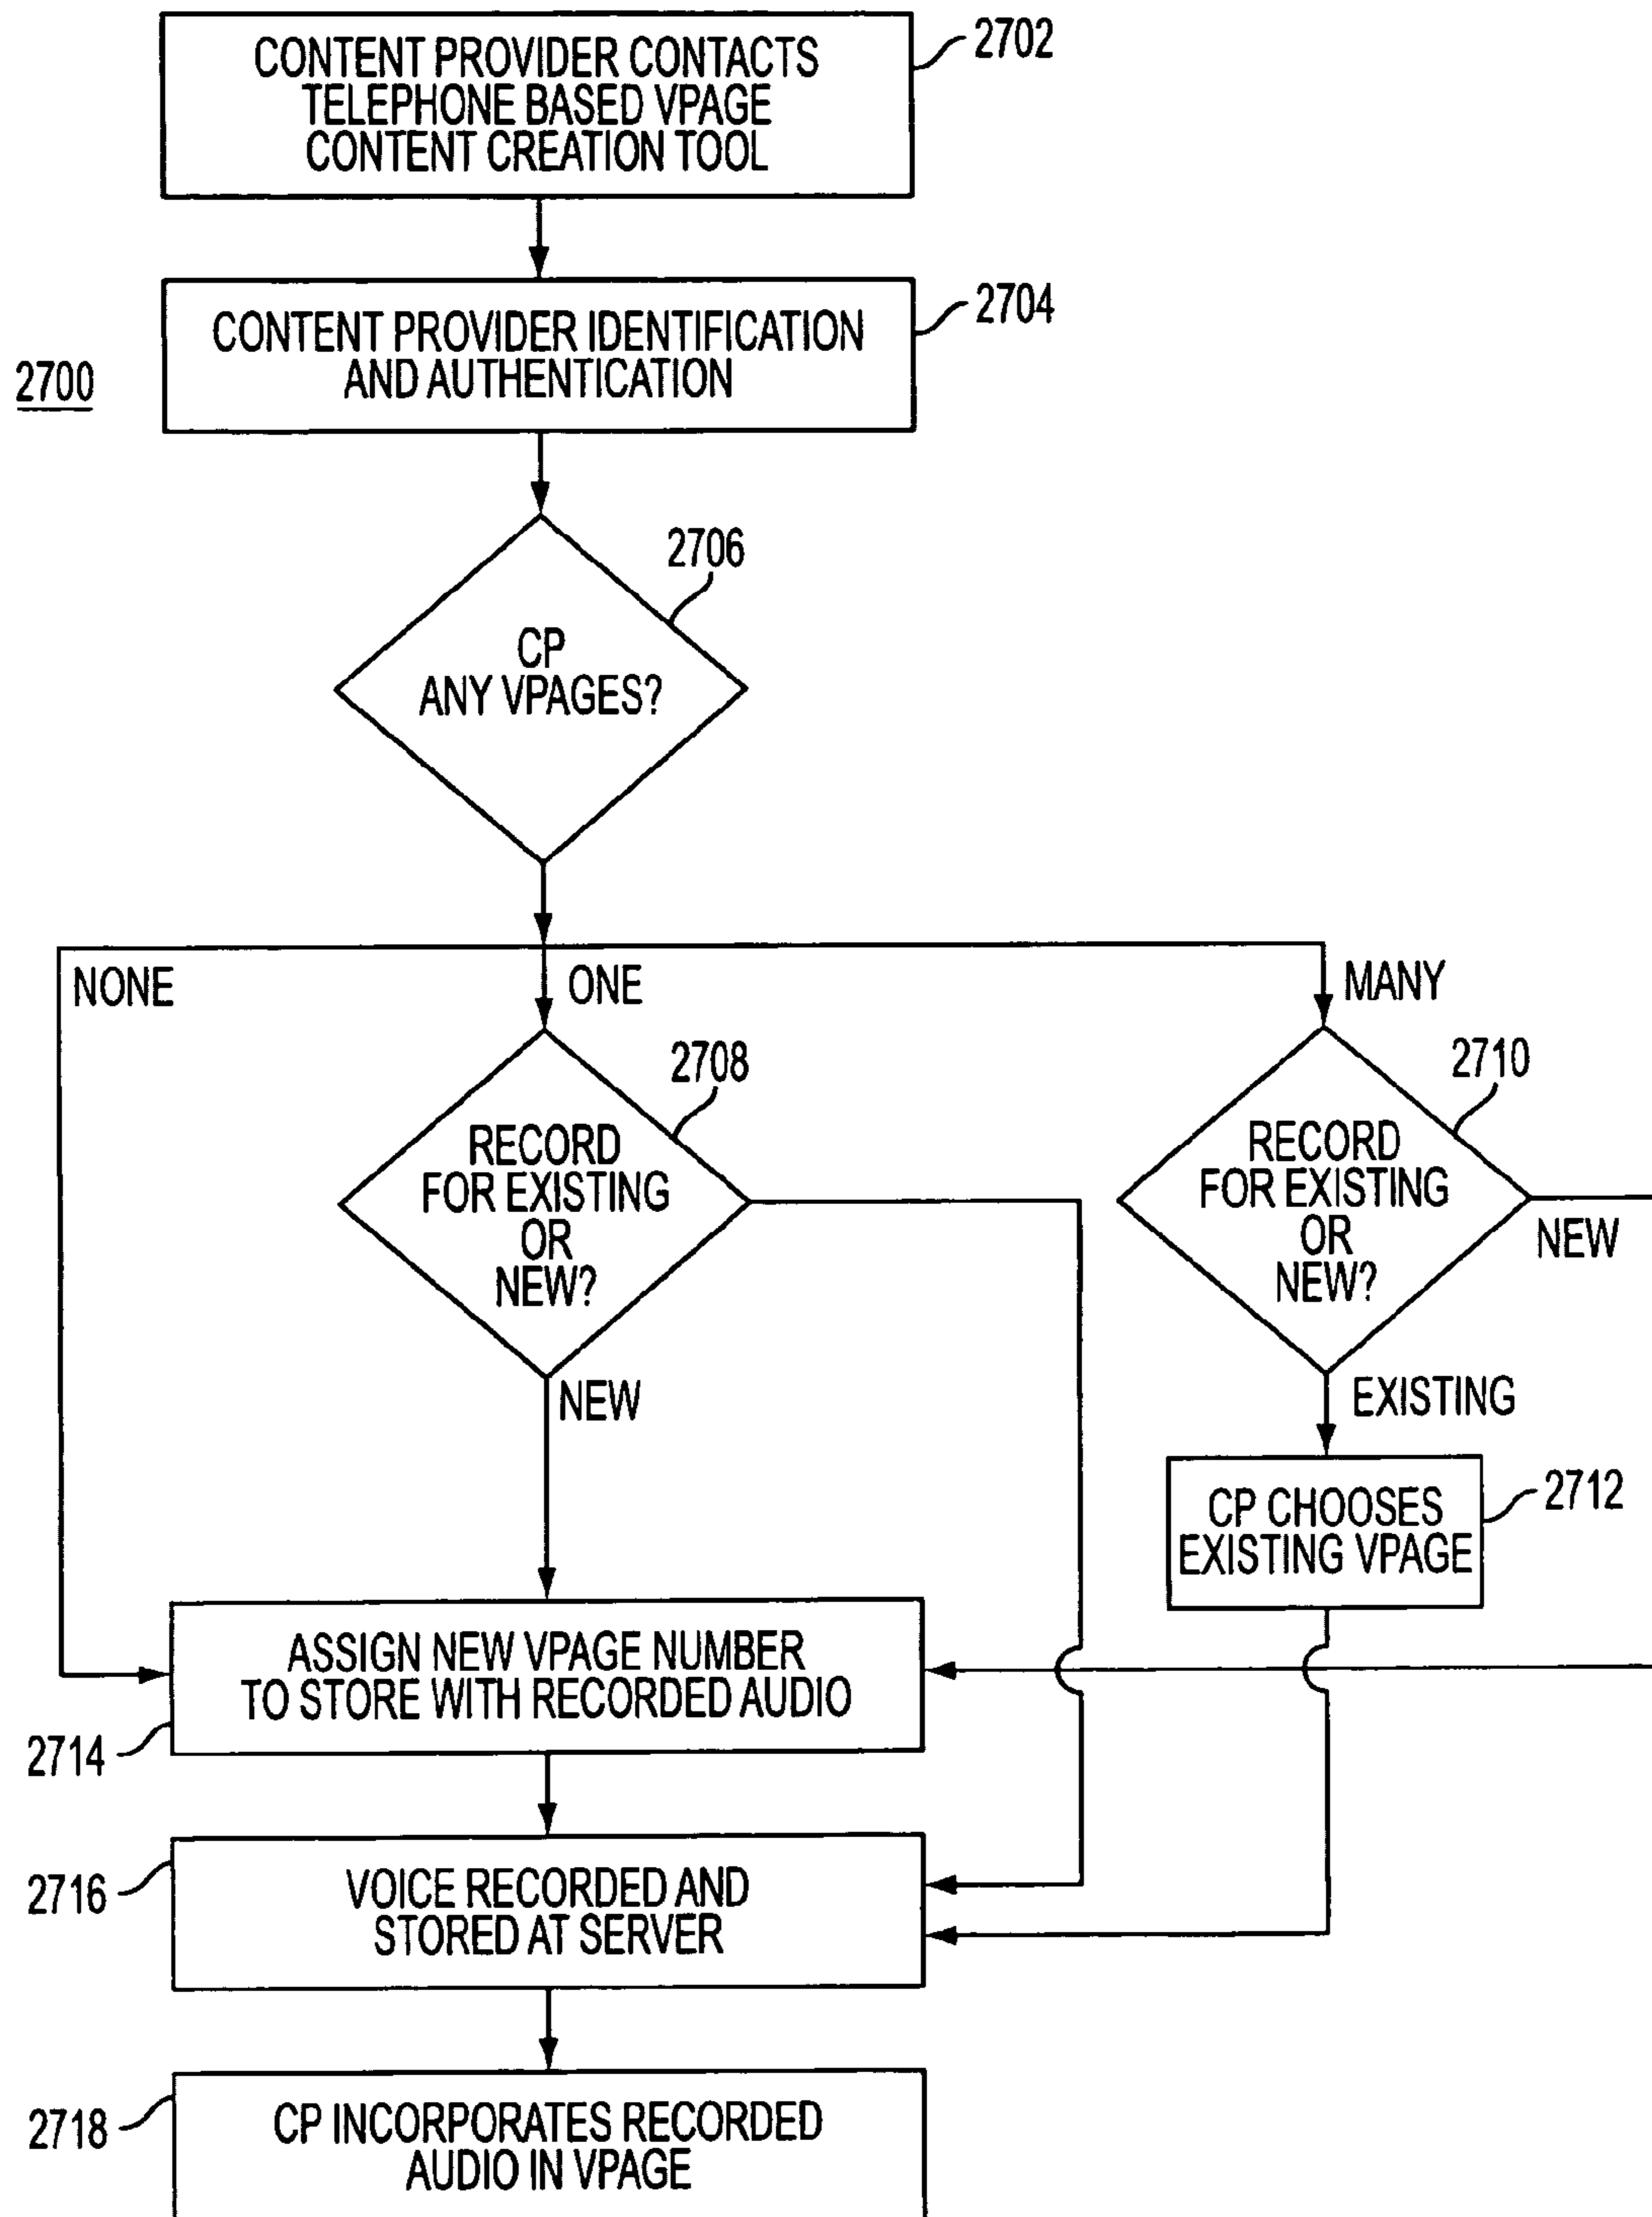 CONTENT PROVIDER CONTACTS
TELEPHONE BASED VPAGE
CONTENT CREATION TOOL
2702
CONTENT PROVIDER IDENTIFICATION
AND AUTHENTICATION
2704
2700
CP
ANY VPAGES?
2706
NONE
ONE
MANY
RECORD
FOR EXISTING
OR
NEW?
2708
NEW
RECORD
FOR EXISTING
OR
NEW?
2710
NEW
EXISTING
CP CHOOSES
EXISTING VPAGE
2712
ASSIGN NEW VPAGE NUMBER
TO STORE WITH RECORDED AUDIO
2714
VOICE RECORDED AND
STORED AT SERVER
2716
CP INCORPORATES RECORDED
AUDIO IN VPAGE
2718